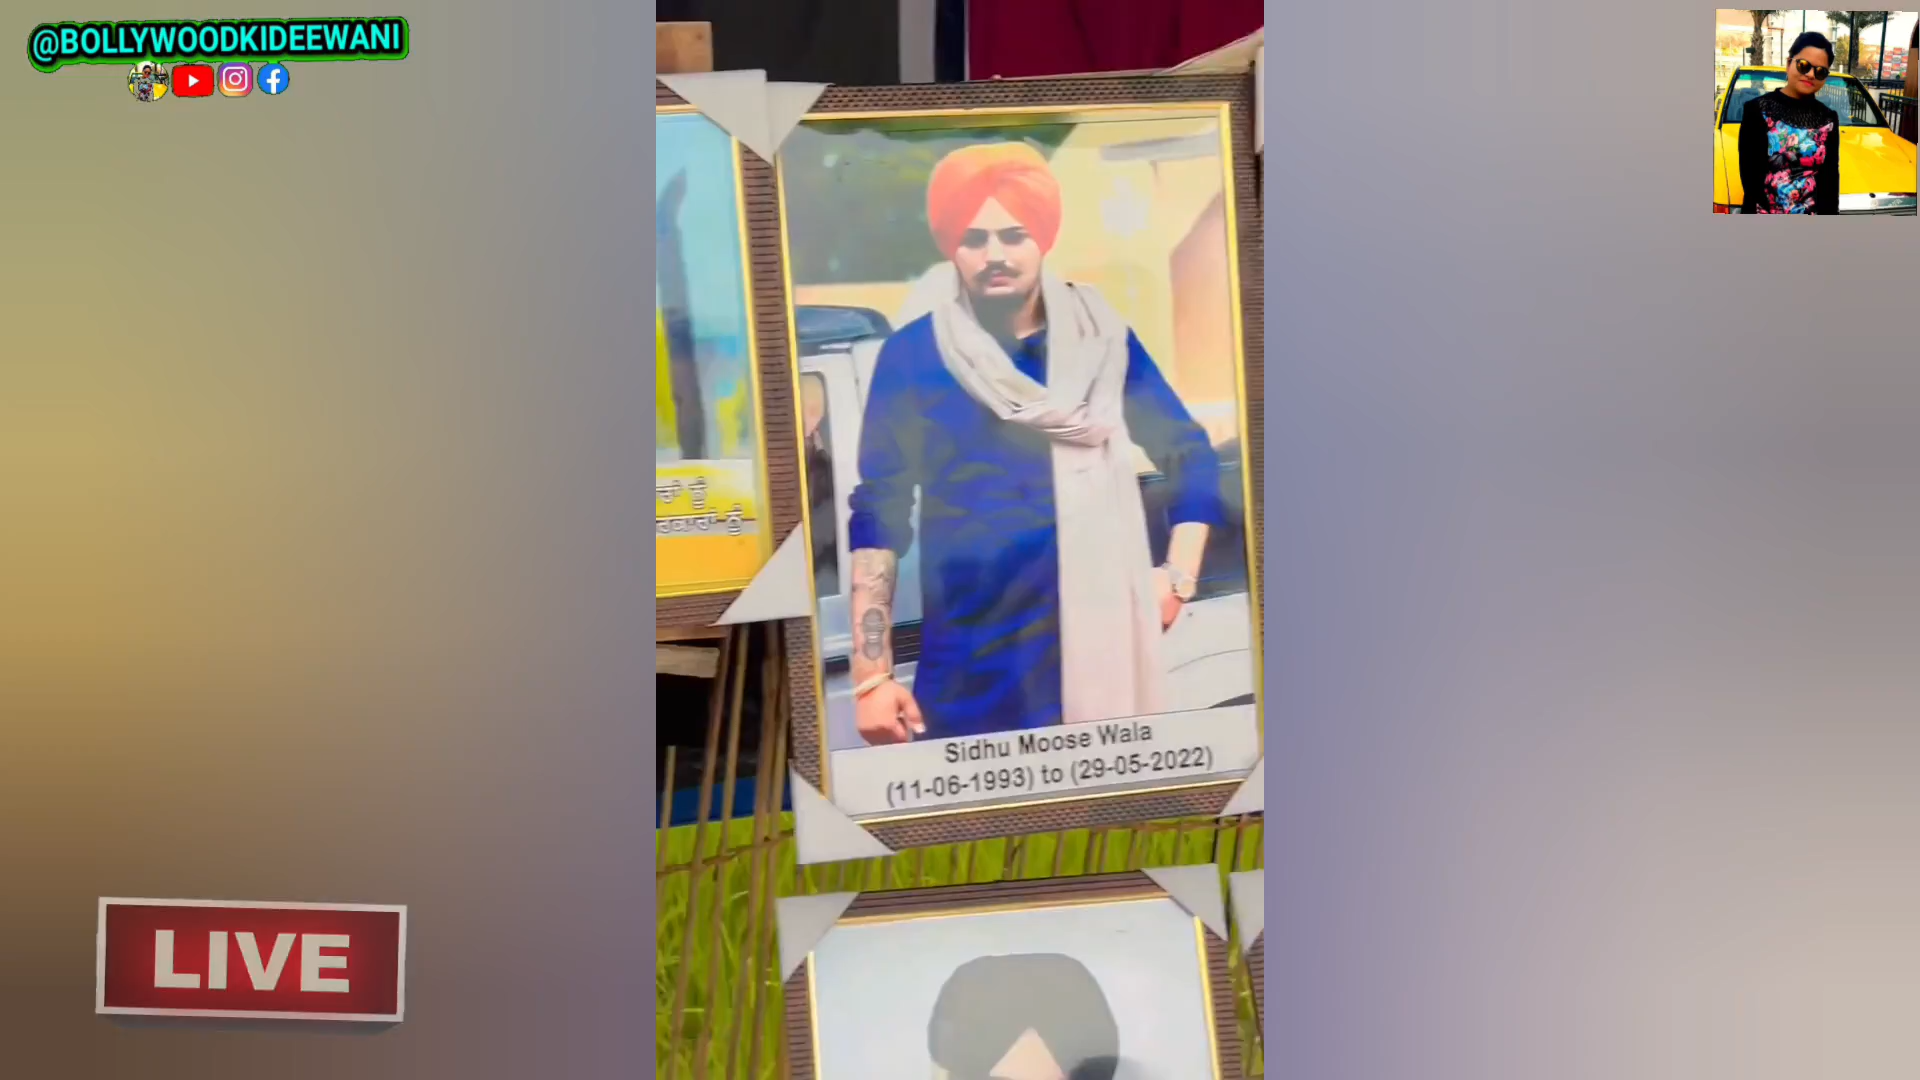 @BOLLYWOODKIDEEWANI
Sidhu Moose Wala
(11-06-1993) to (29-05-2022)
LIVE